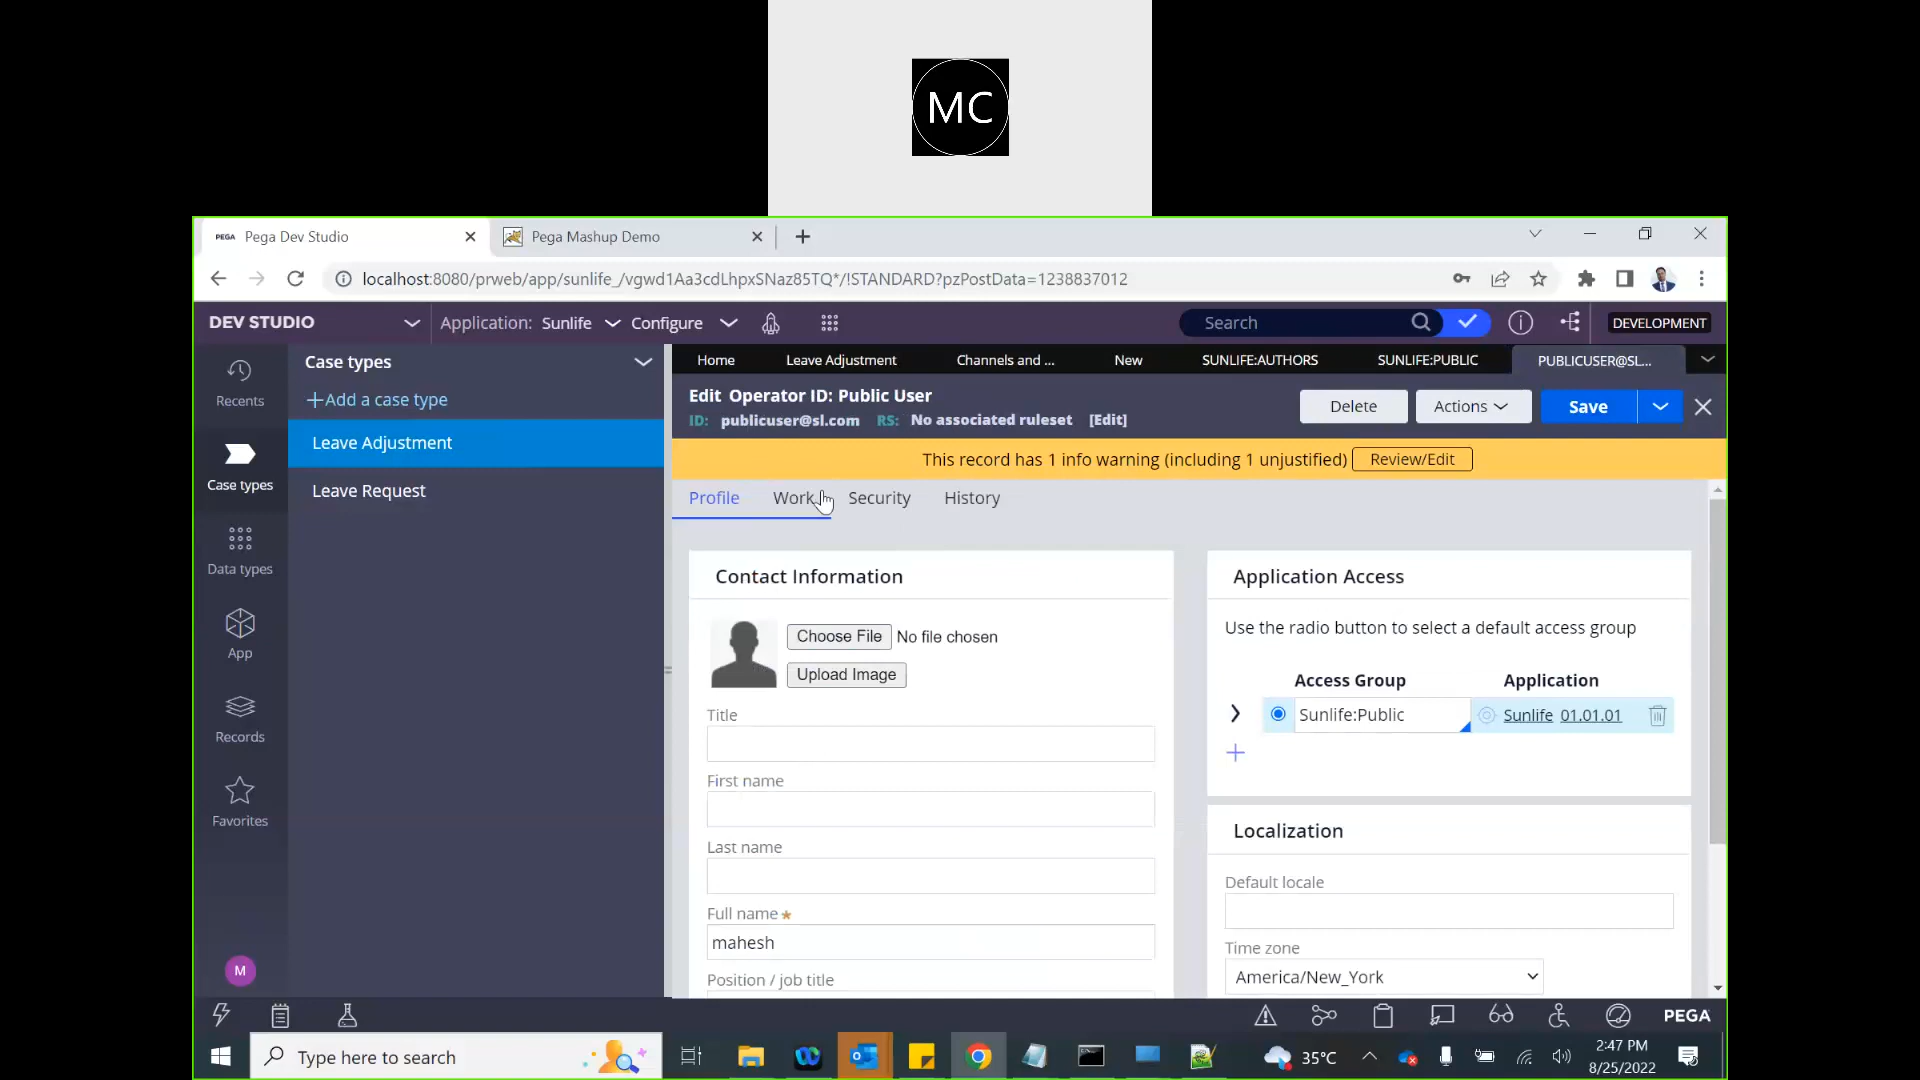 MC
PEGA Pega Dev Studio
Pega Mashup Demo
localhost:8080/prweb/app/sunlife_/vgwd1Aa3cdLhpxSNaz85TQ*/!STANDARD?pzPostData=1238837012
DEV STUDIO
Application: Sunlife
Configure
Search
DEVELOPMENT
Recents
Case types
Data types
App
Records
Favorites
M
Case types
+Add a case type
Leave Adjustment
Leave Request
Home
Leave Adjustment
Channels and ...
New
SUNLIFE:AUTHORS
SUNLIFE:PUBLIC
PUBLICUSER@SL...
Edit Operator ID: Public User
ID: publicuser@sl.com RS: No associated ruleset [Edit]
Delete
Actions
Save
This record has 1 info warning (including 1 unjustified) Review/Edit
Profile
Work
Security
History
Contact Information
Choose File No file chosen
Upload Image
Title
First name
Last name
Full name
mahesh
Position / job title
Application Access
Use the radio button to select a default access group
Access Group Application
Sunlife:Public Sunlife 01.01.01
Localization
Default locale
Time zone
America/New_York
PEGA
Type here to search
35°C
2:47 PM
8/25/2022